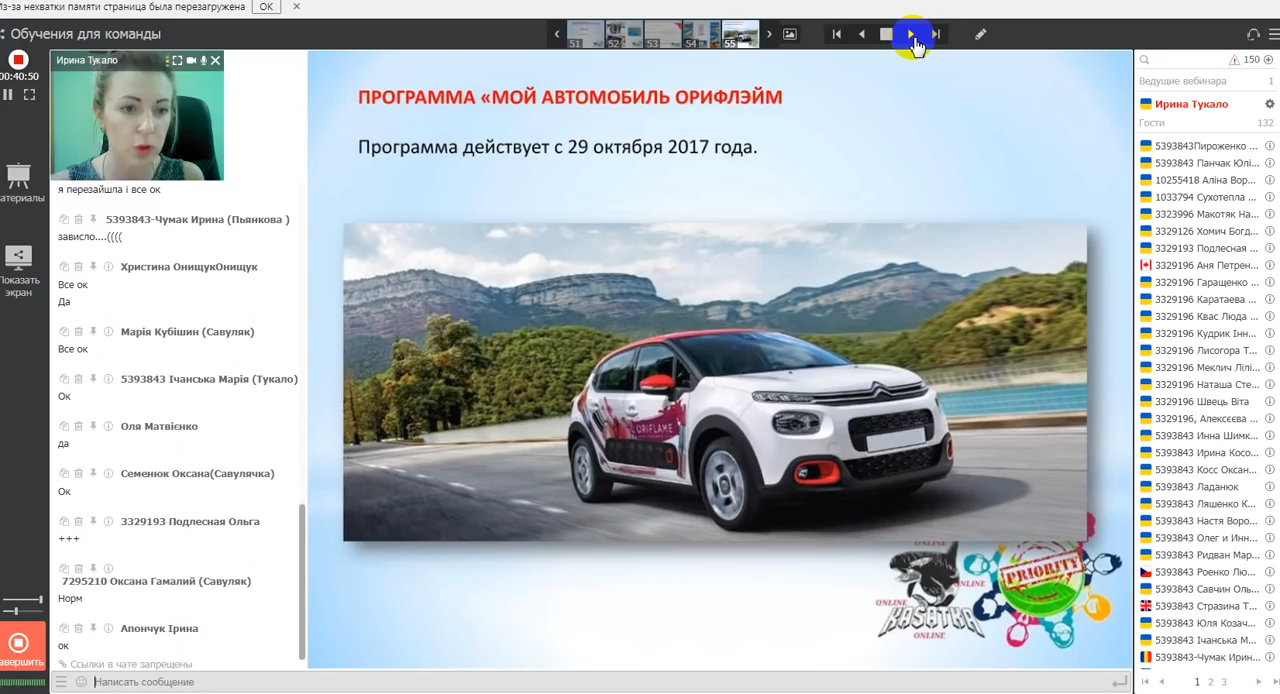 Из-за нехватки памяти страница была перезагружена
OK
Обучения для команды
51
52
53
54
55
00:40:50
Ирина Тукало
я перезайшла і все ок
5393843-Чумак Ирина (Пьянкова )
зависло....((((
Христина ОнищукОнищук
Все ок
Да
Марія Кубішин (Савуляк)
Все ок
5393843 Ічанська Марія (Тукало)
Ок
Оля Матвієнко
да
Семенюк Оксана(Савулячка)
Ок
3329193 Подлесная Ольга
+++
7295210 Оксана Гамалий (Савуляк)
Норм
Апончук Ірина
ок
Ссылки в чате запрещены
Написать сообщение
атериалы
Показать
экран
авершить
ПРОГРАММА «МОЙ АВТОМОБИЛЬ ОРИФЛЭЙМ
Программа действует с 29 октября 2017 года.
ORIFLAME
ONLINE
ONLINE
KASATKA
ONLINE
PRIORITY
150
Ведущие вебинара 1
Ирина Тукало
Гости 132
5393843Пироженко ...
5393843 Панчак Юлі...
10255418 Аліна Вор...
1033794 Сухотепла ...
3323996 Макотяк На...
3329126 Хомич Богд...
3329193 Подлесная ...
3329196 Аня Петрен...
3329196 Гаращенко ...
3329196 Каратаева ...
3329196 Квас Люда ...
3329196 Кудрик Інн...
3329196 Лисогора Т...
3329196 Меклич Лілі...
3329196 Наташа Сте...
3329196 Швець Віта
3329196, Алексєєва ...
5393843 Инна Шимк...
5393843 Ирина Косо...
5393843 Косс Оксан...
5393843 Ладанюк
5393843 Ляшенко К...
5393843 Настя Воро...
5393843 Олег и Инн...
5393843 Ридван Мар...
5393843 Роенко Лю...
5393843 Савчин Оль...
5393843 Стразина Т...
5393843 Юля Козач...
5393843 Ічанська М...
5393843-Чумак Ирин...
1 2 3